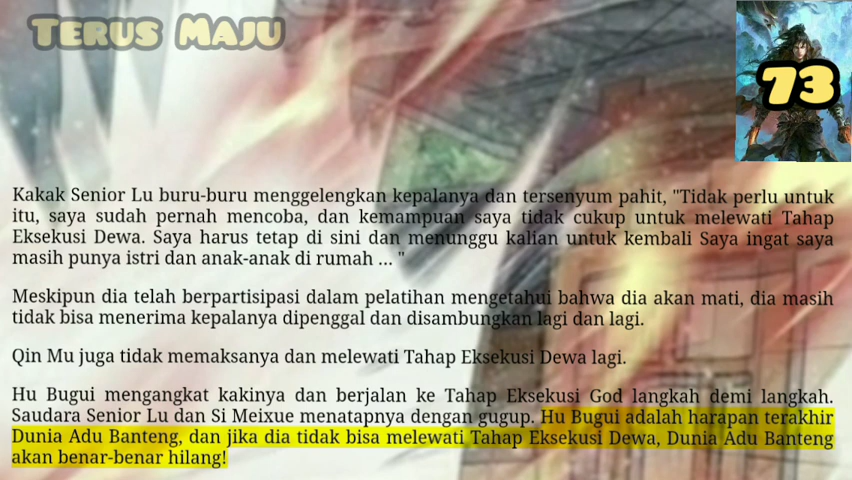 Terus Maju
73
Kakak Senior Lu buru-buru menggelengkan kepalanya dan tersenyum pahit, "Tidak perlu untuk
itu, saya sudah pernah mencoba, dan kemampuan saya tidak cukup untuk melewati Tahap
Eksekusi Dewa. Saya harus tetap di sini dan menunggu kalian untuk kembali Saya ingat saya
masih punya istri dan anak-anak di rumah ... "
Meskipun dia telah berpartisipasi dalam pelatihan mengetahui bahwa dia akan mati, dia masih
tidak bisa menerima kepalanya dipenggal dan disambungkan lagi dan lagi.
Qin Mu juga tidak memaksanya dan melewati Tahap Eksekusi Dewa lagi.
Hu Bugui mengangkat kakinya dan berjalan ke Tahap Eksekusi God langkah demi langkah.
Saudara Senior Lu dan Si Meixue menatapnya dengan gugup. Hu Bugui adalah harapan terakhir
Dunia Adu Banteng, dan jika dia tidak bisa melewati Tahap Eksekusi Dewa, Dunia Adu Banteng
akan benar-benar hilang!